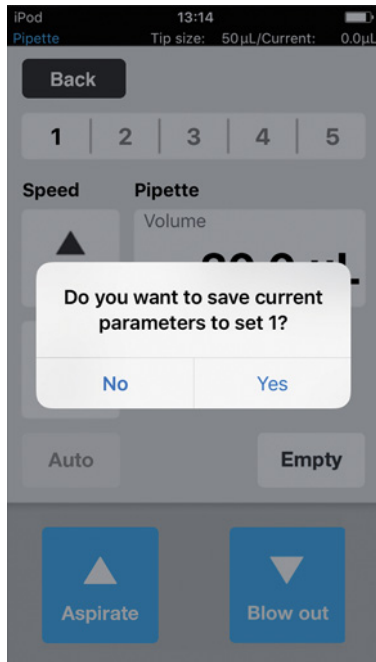 iPod 13:14
Pipette Tip size: 50µL/Current: 0.0µL
Back
1 2 3 4 5
Speed Pipette
Volume
Do you want to save current
parameters to set 1?
No Yes
Auto Empty
Aspirate Blow out